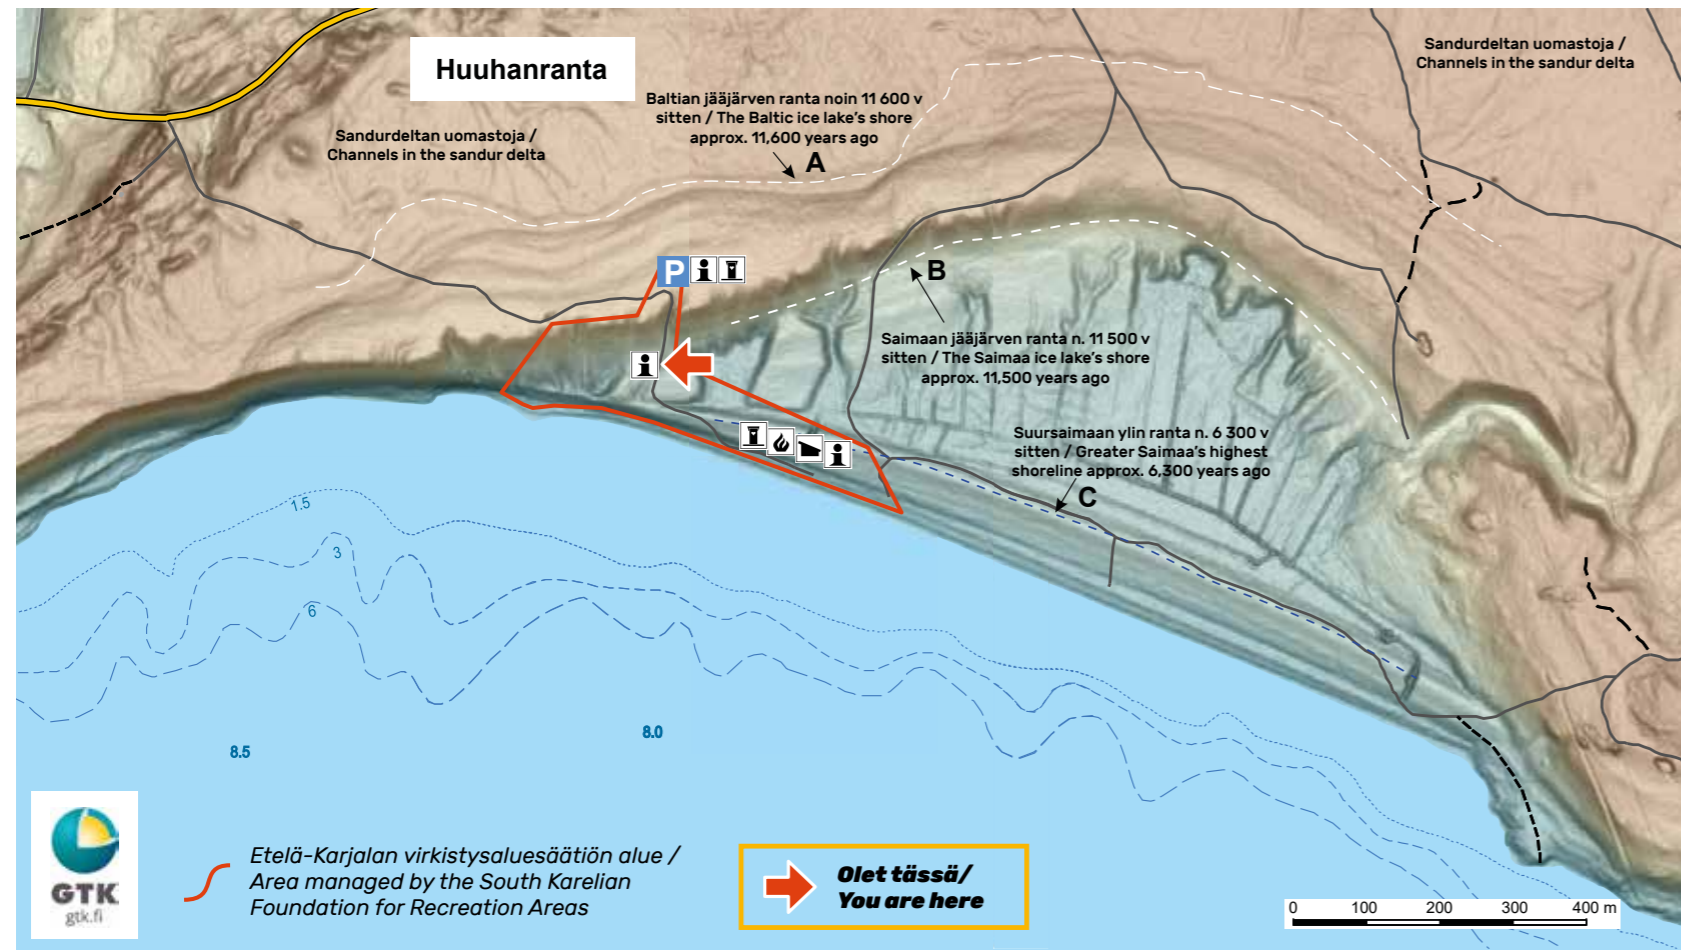 Huuhanranta
Sandurdeltan uomastoja /
Channels in the sandur delta
Baltian jääjärven ranta noin 11 600 v
sitten / The Baltic ice lake's shore
approx. 11,600 years ago
A
Sandurdeltan uomastoja /
Channels in the sandur delta
P
B
Saimaan jääjärven ranta n. 11 500 v
sitten / The Saimaa ice lake's shore
approx. 11,500 years ago
Suursaimaan ylin ranta n. 6 300 v
sitten / Greater Saimaa's highest
shoreline approx. 6,300 years ago
C
1.5
3
6
8.5
8.0
GTK
gtk.fi
Etelä-Karjalan virkistysaluesäätiön alue /
Area managed by the South Karelian
Foundation for Recreation Areas
Olet tässä/
You are here
0 100 200 300 400 m